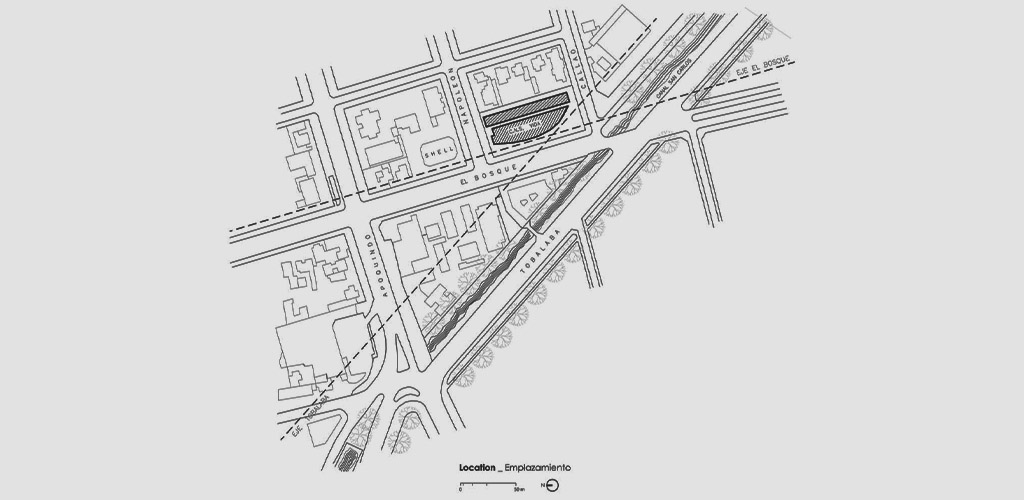 CALLAO
NAPOLEON
CANAL SAN CARLOS
EJE EL BOSQUE
SHELL
EL BOSQUE
TOBALABA
APOQUINDO
EJE TOBALABA
Location _ Emplazamiento
0 50m N